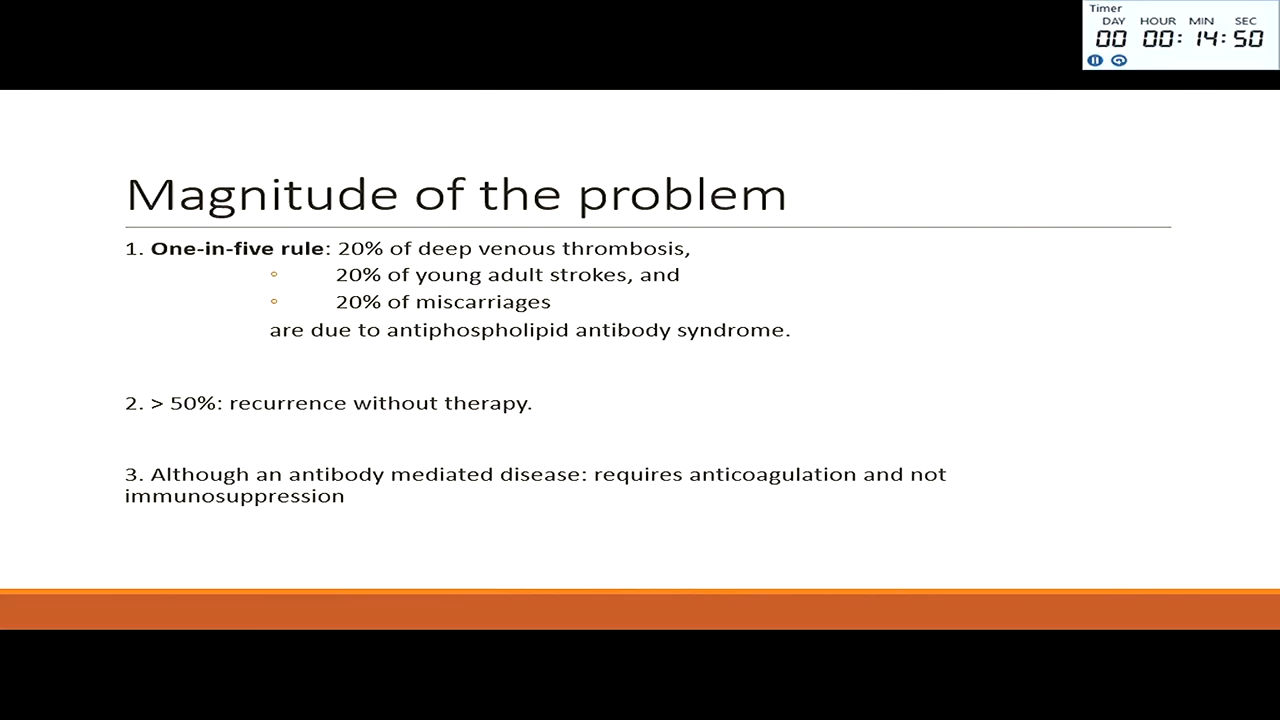 Timer
DAY HOUR MIN SEC
00 00: 14: 50
Magnitude of the problem
1. One-in-five rule: 20% of deep venous thrombosis,
◦ 20% of young adult strokes, and
◦ 20% of miscarriages
are due to antiphospholipid antibody syndrome.
2. > 50%: recurrence without therapy.
3. Although an antibody mediated disease: requires anticoagulation and not
immunosuppression